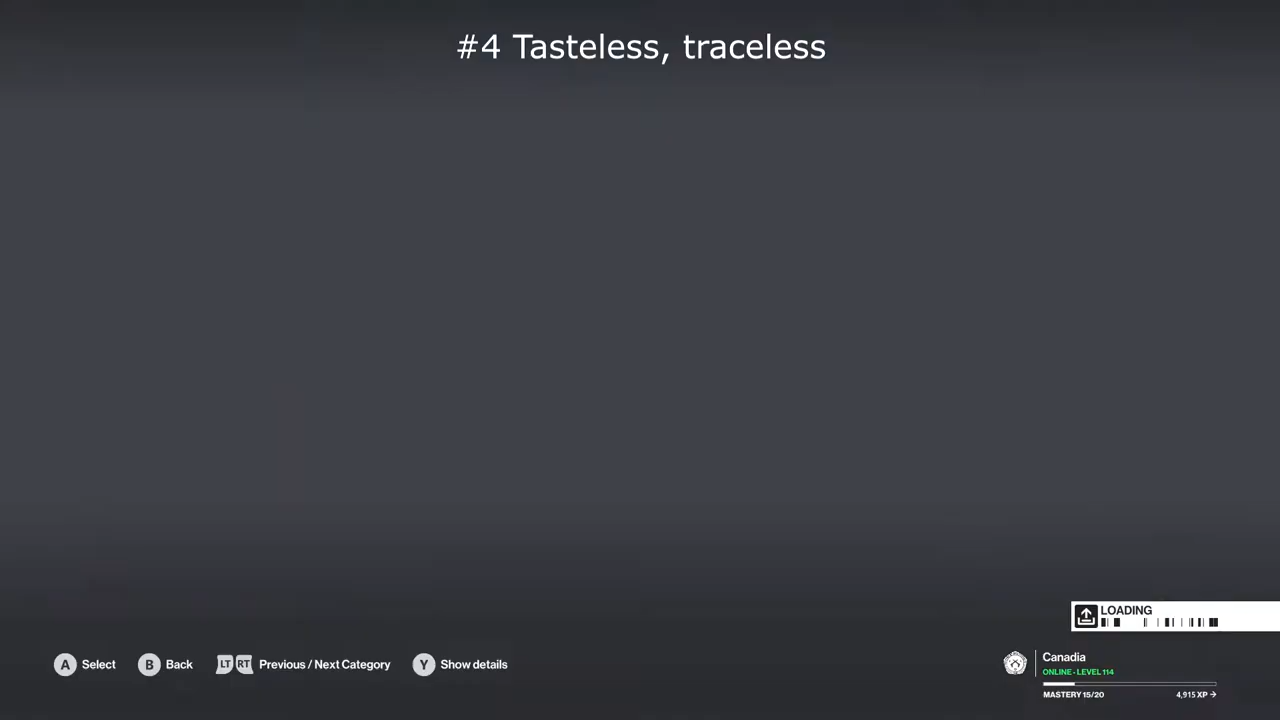 #4 Tasteless, traceless
LOADING
A Select B Back LT RT Previous / Next Category Y Show details
Canadia
ONLINE - LEVEL 114
MASTERY 15/20 4,915 XP →